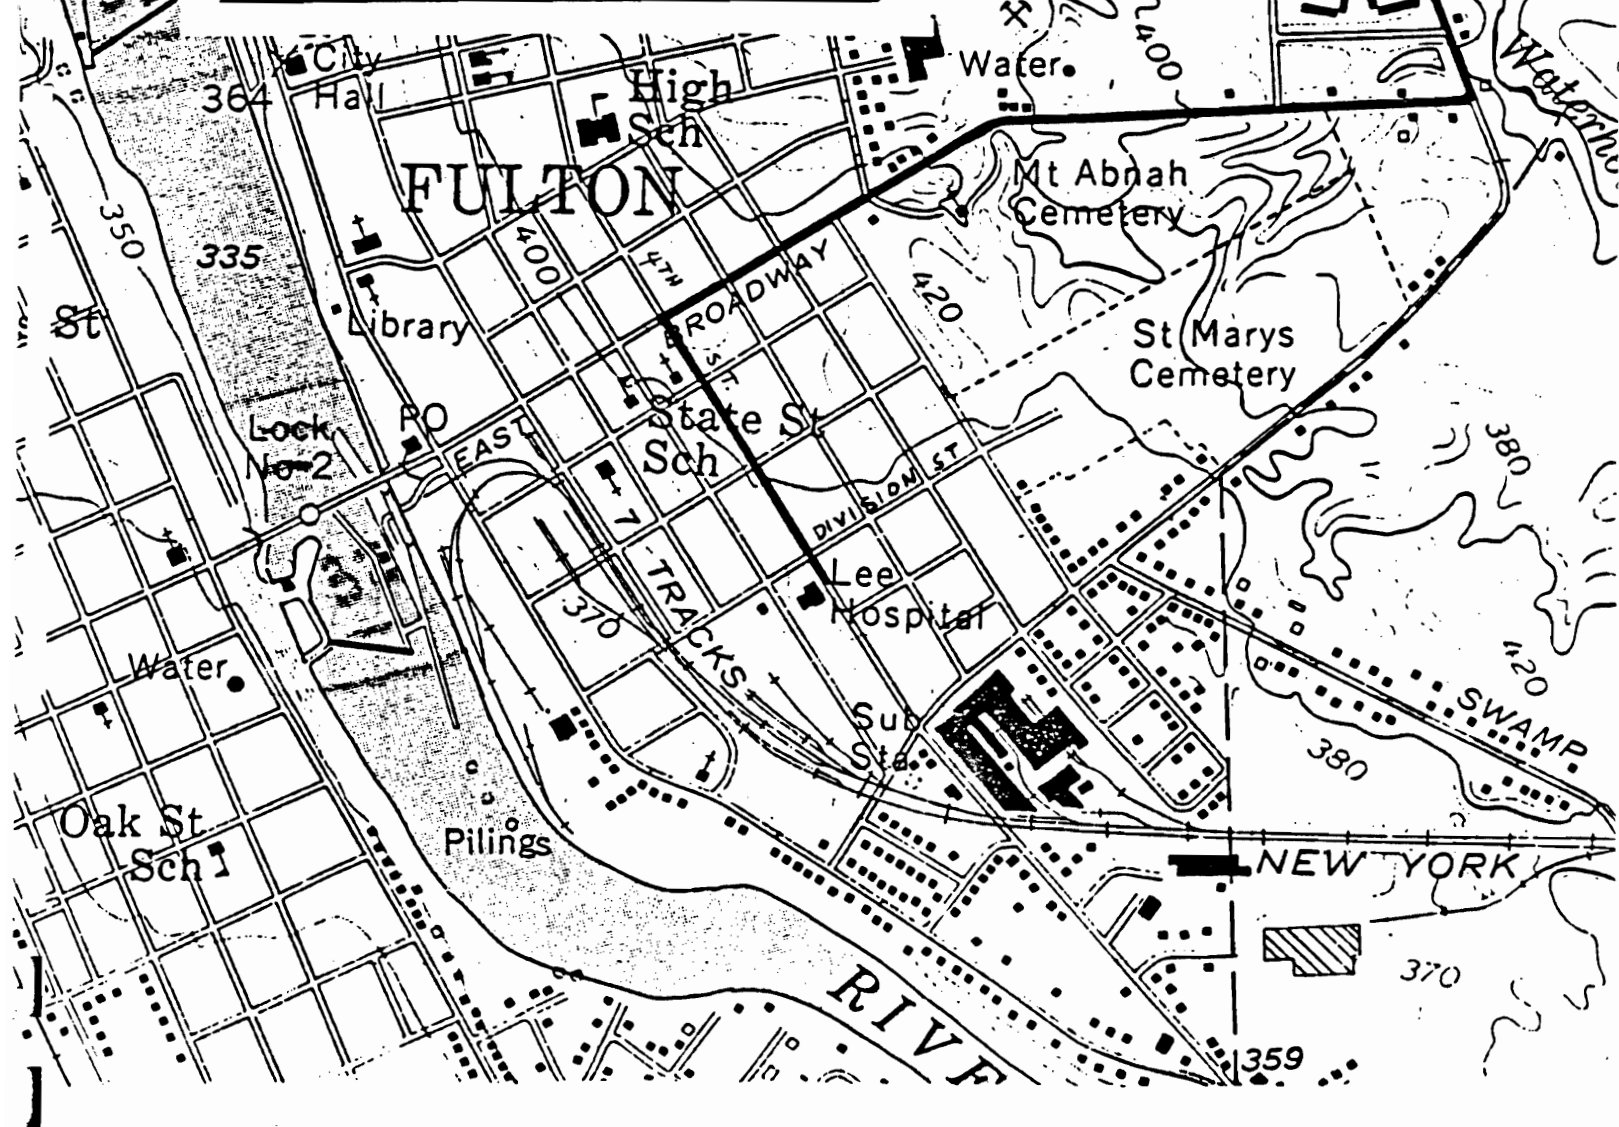 City
Hall
364
High
Sch
Water
400
FULTON
Mt Abnah
Cemetery
350
335
400
4TH
ST.
BROADWAY
420
St
Library
St Marys
Cemetery
PO
EAST
State St
Sch
Lock
No 2
DIVISION ST
380
7 TRACKS
370
Lee
Hospital
Water
420
SWAMP
Sub
Sta
380
Oak St
Sch
Pilings
NEW YORK
370
RIVE
359